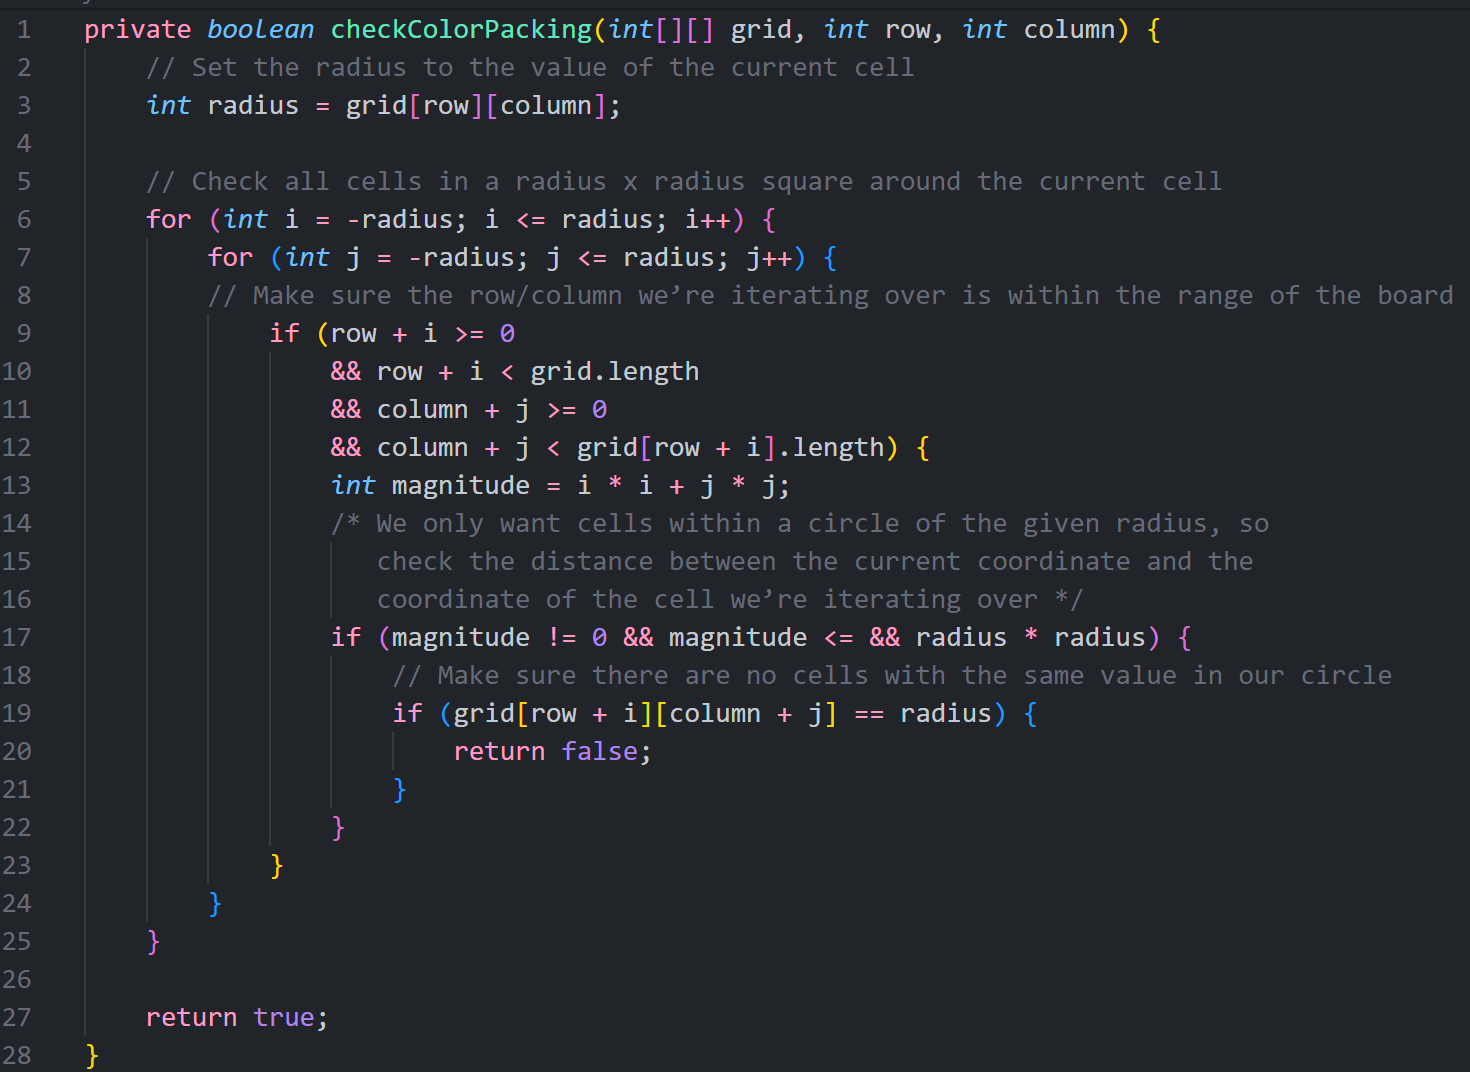 1 private boolean checkColorPacking(int[][] grid, int row, int column) {
2 // Set the radius to the value of the current cell
3 int radius = grid[row][column];
4
5 // Check all cells in a radius x radius square around the current cell
6 for (int i = -radius; i <= radius; i++) {
7 for (int j = -radius; j <= radius; j++) {
8 // Make sure the row/column we’re iterating over is within the range of the board
9 if (row + i >= 0
10 && row + i < grid.length
11 && column + j >= 0
12 && column + j < grid[row + i].length) {
13 int magnitude = i * i + j * j;
14 /* We only want cells within a circle of the given radius, so
15 check the distance between the current coordinate and the
16 coordinate of the cell we’re iterating over */
17 if (magnitude != 0 && magnitude <= && radius * radius) {
18 // Make sure there are no cells with the same value in our circle
19 if (grid[row + i][column + j] == radius) {
20 return false;
21 }
22 }
23 }
24 }
25 }
26
27 return true;
28 }